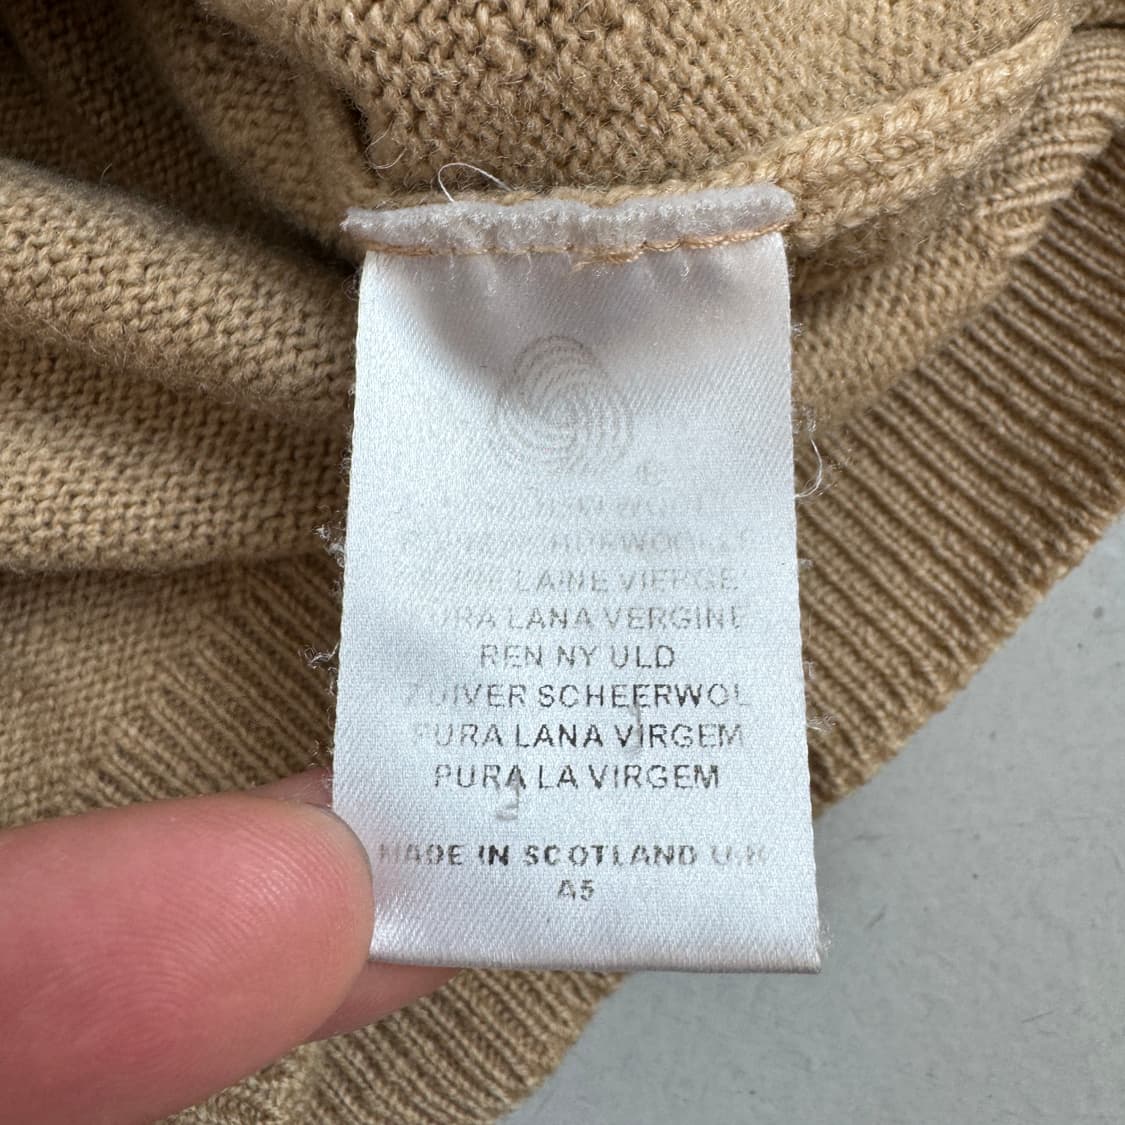 LAINE VIERGE
LANA VERGINE
REN NY ULD
ZUIVER SCHEERWOL
PURA LANA VIRGEM
PURA LA VIRGEM
MADE IN SCOTLAND U.K
A5